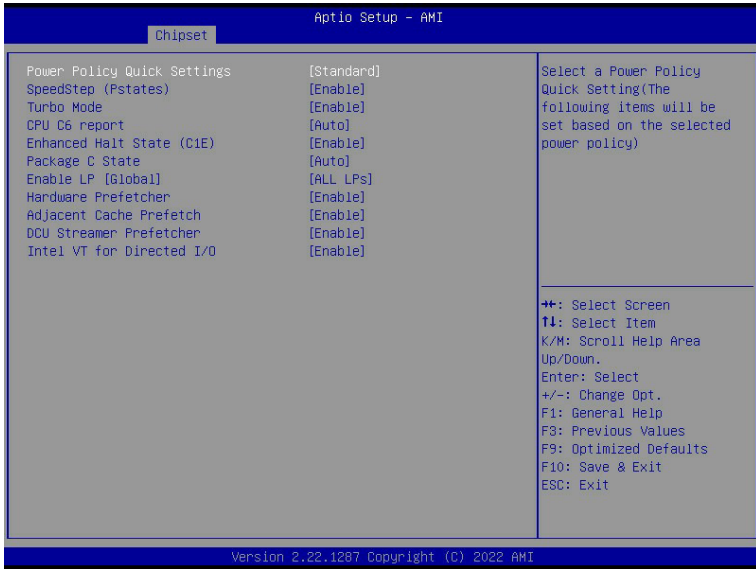 Aptio Setup – AMI
Chipset
Power Policy Quick Settings [Standard]
SpeedStep (Pstates) [Enable]
Turbo Mode [Enable]
CPU C6 report [Auto]
Enhanced Halt State (C1E) [Enable]
Package C State [Auto]
Enable LP [Global] [ALL LPs]
Hardware Prefetcher [Enable]
Adjacent Cache Prefetch [Enable]
DCU Streamer Prefetcher [Enable]
Intel VT for Directed I/O [Enable]
Select a Power Policy
Quick Setting(The
following items will be
set based on the selected
power policy)
→←: Select Screen
↑↓: Select Item
K/M: Scroll Help Area
Up/Down.
Enter: Select
+/-: Change Opt.
F1: General Help
F3: Previous Values
F9: Optimized Defaults
F10: Save & Exit
ESC: Exit
Version 2.22.1287 Copyright (C) 2022 AMI